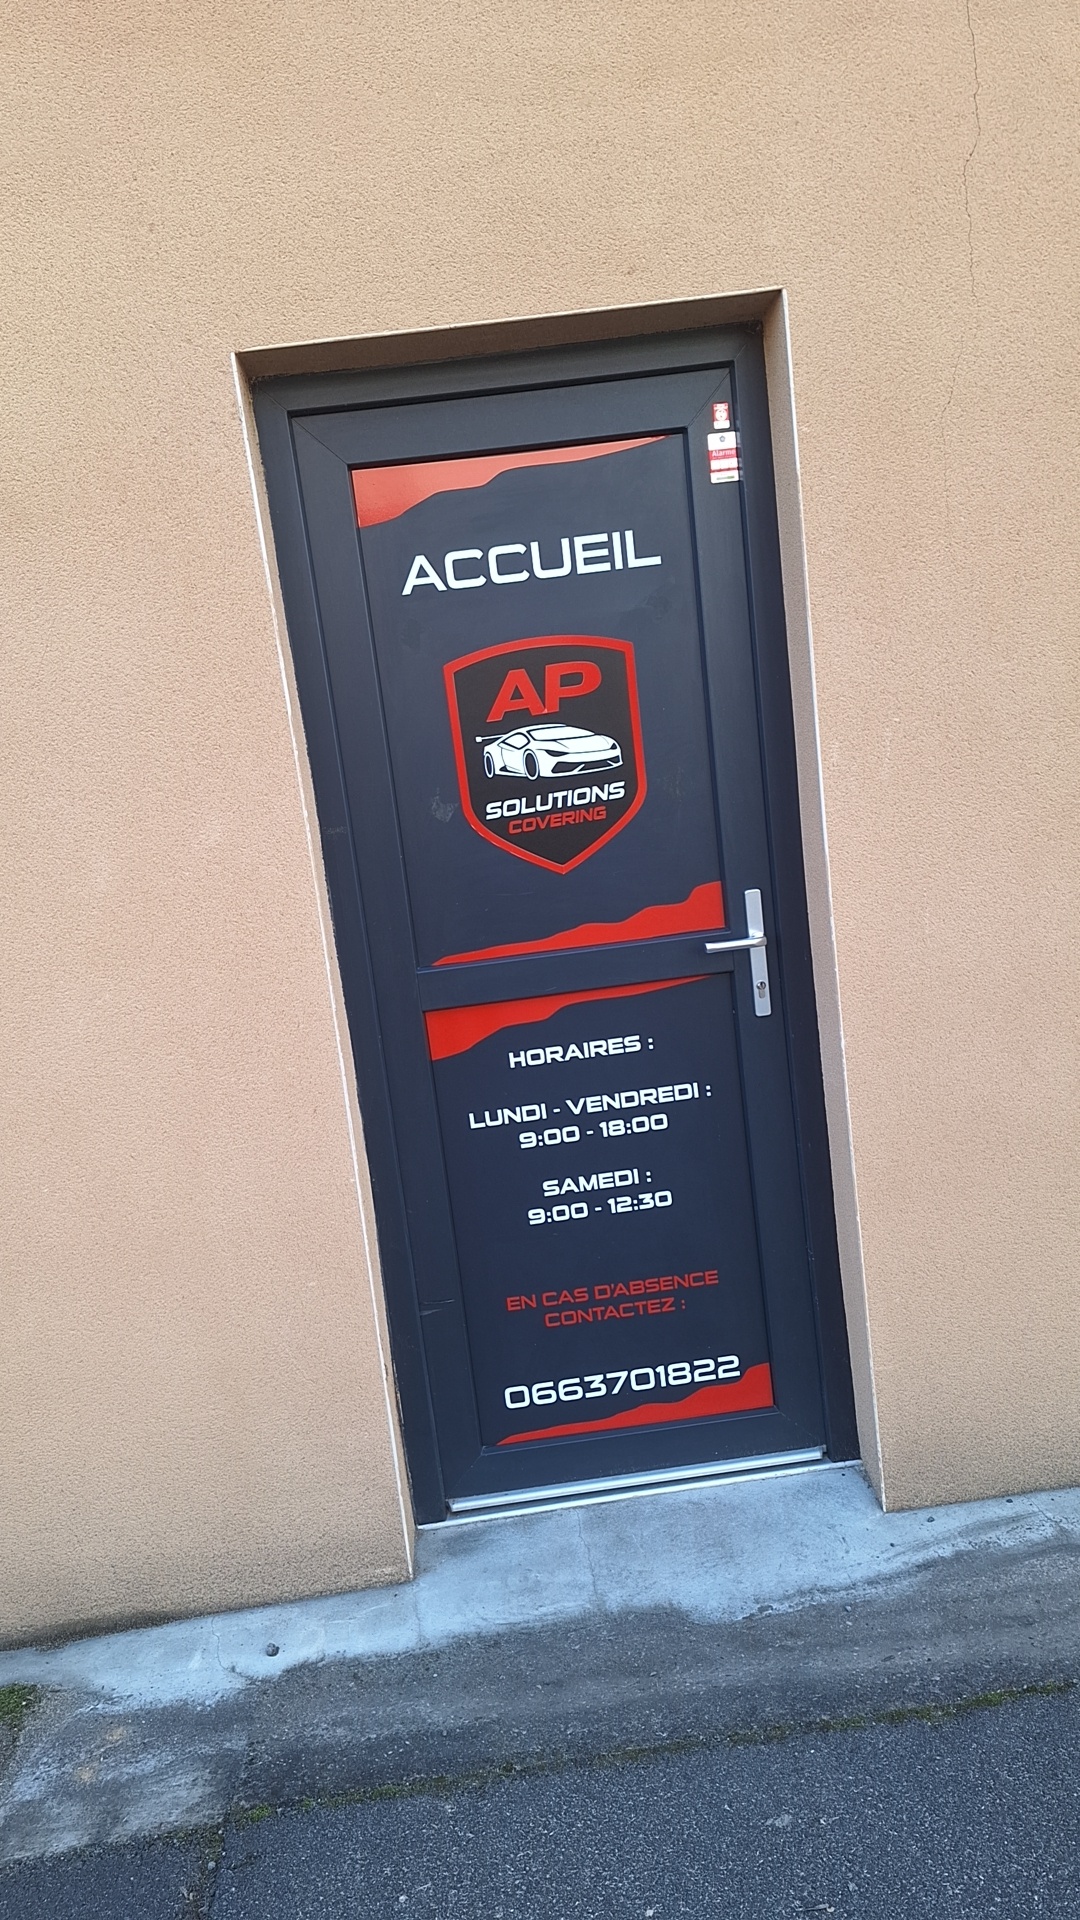 Alarme
ACCUEIL
AP
SOLUTIONS
COVERING
HORAIRES :
LUNDI - VENDREDI :
9:00 - 18:00
SAMEDI :
9:00 - 12:30
EN CAS D'ABSENCE
CONTACTEZ :
0663701822